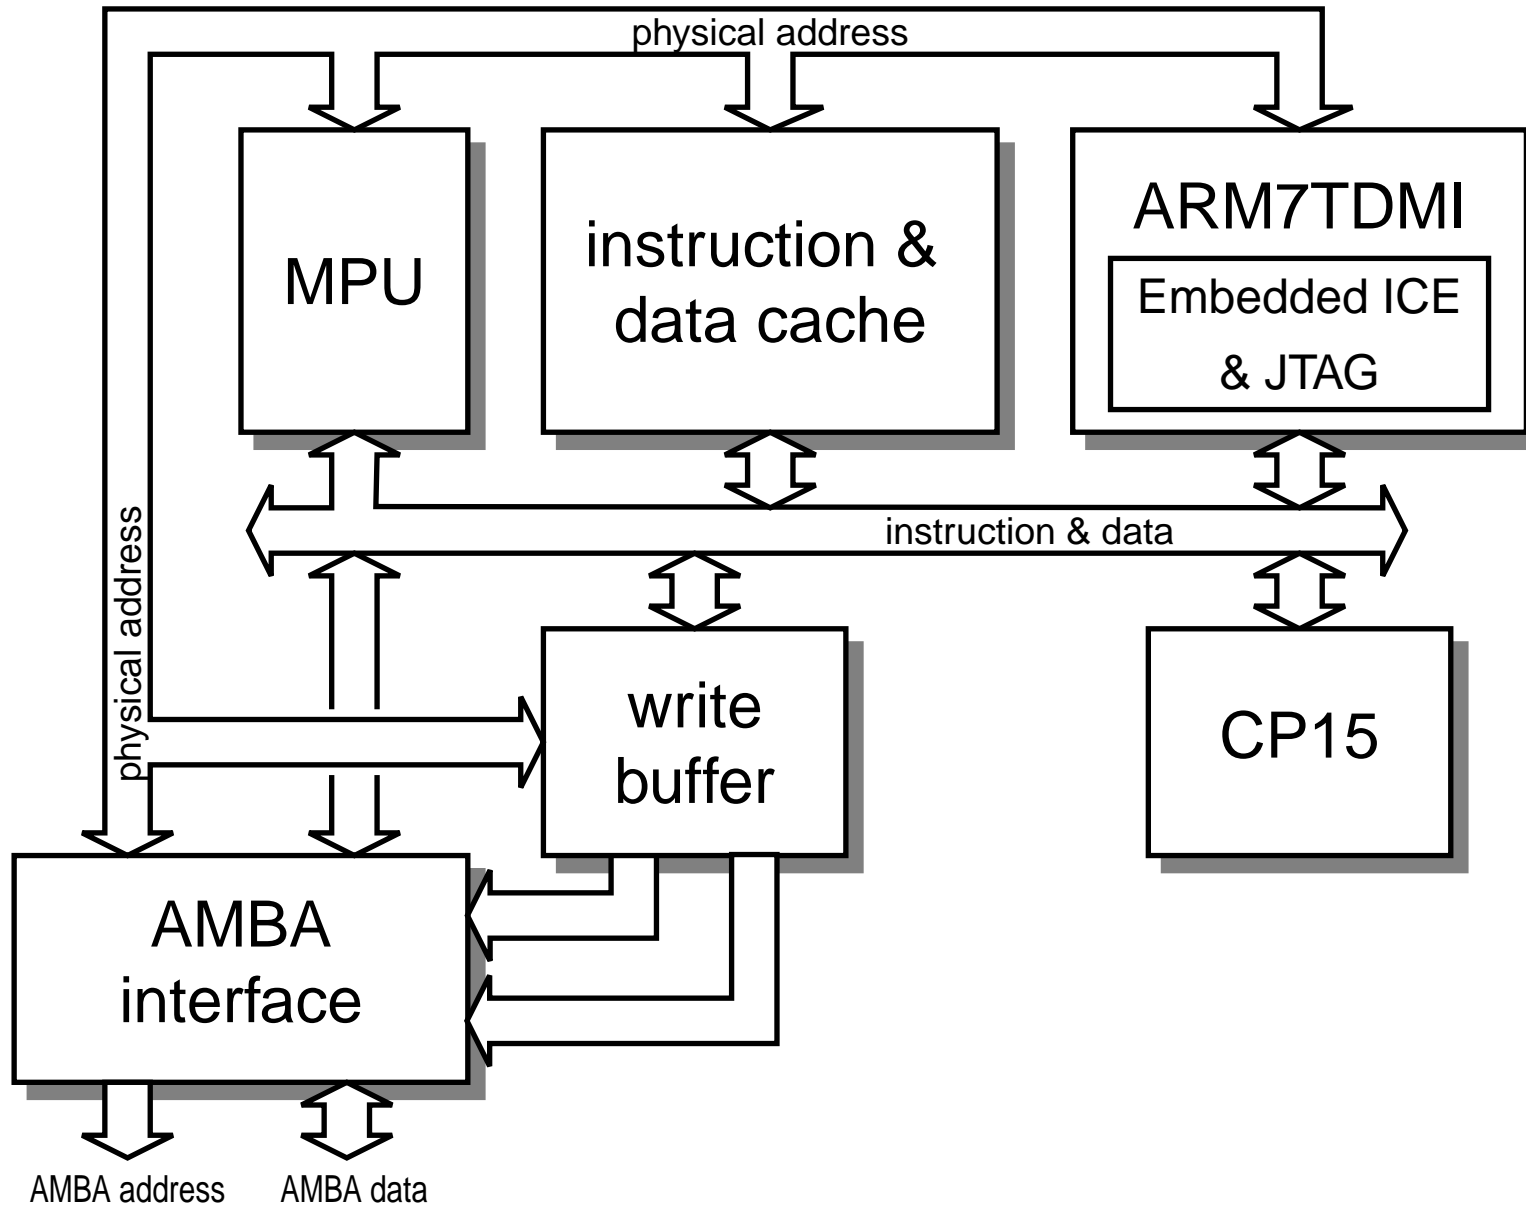 physical address
MPU
instruction &
data cache
ARM7TDMI
Embedded ICE
& JTAG
instruction & data
physical address
write
buffer
CP15
AMBA
interface
AMBA address
AMBA data